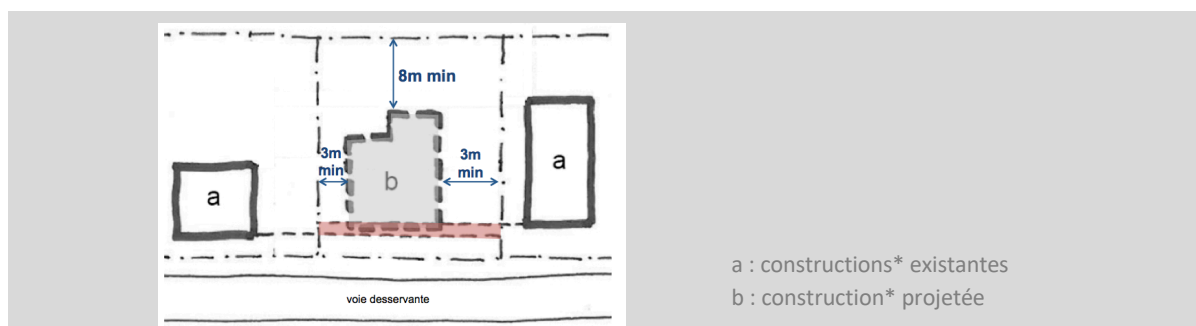 8m min
3m
min
3m
min
a
b
a
voie desservante
a : constructions* existantes
b : construction* projetée